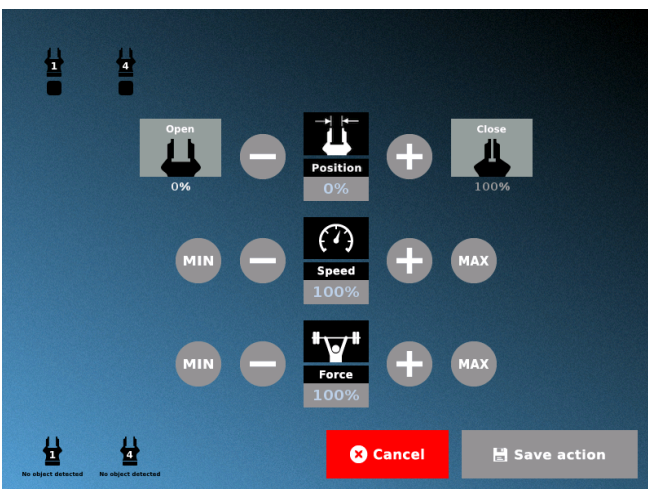 1
4
Open
Close
Position
0%
0%
100%
MIN
Speed
MAX
100%
MIN
Force
MAX
100%
1
4
No object detected
No object detected
Cancel
Save action